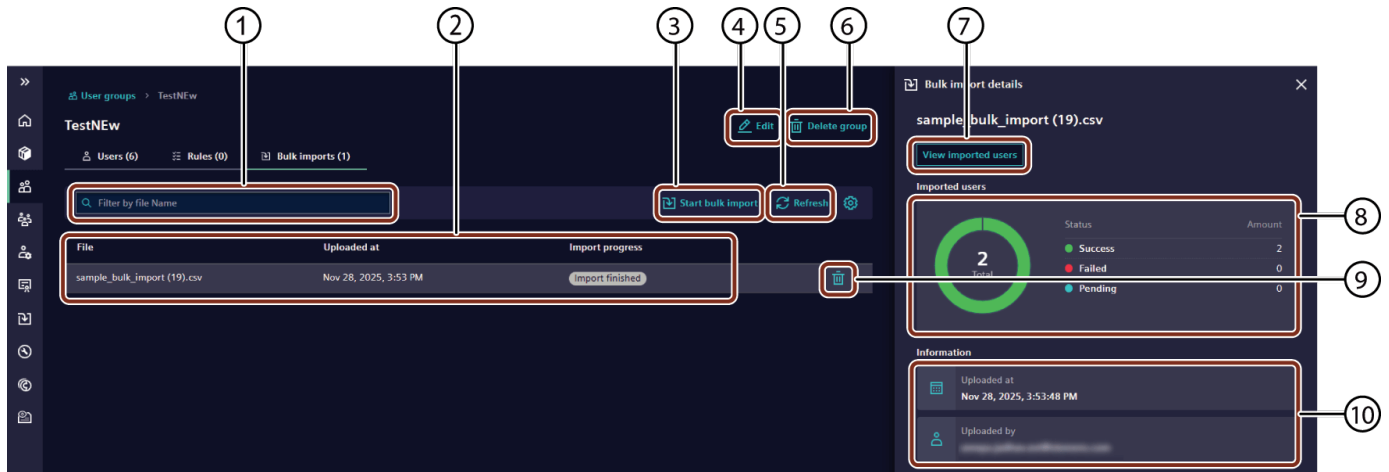 1 2 3 4 5 6 7
User groups > TestNEw
TestNEw
Edit Delete group
Users (6) Rules (0) Bulk imports (1)
Filter by file Name
Start bulk import Refresh
File Uploaded at Import progress
sample_bulk_import (19).csv Nov 28, 2025, 3:53 PM Import finished
Bulk import details
sample_bulk_import (19).csv
View imported users
Imported users
Status Amount
2
Total
Success 2
Failed 0
Pending 0
8
9
Information
Uploaded at
Nov 28, 2025, 3:53:48 PM
Uploaded by
10